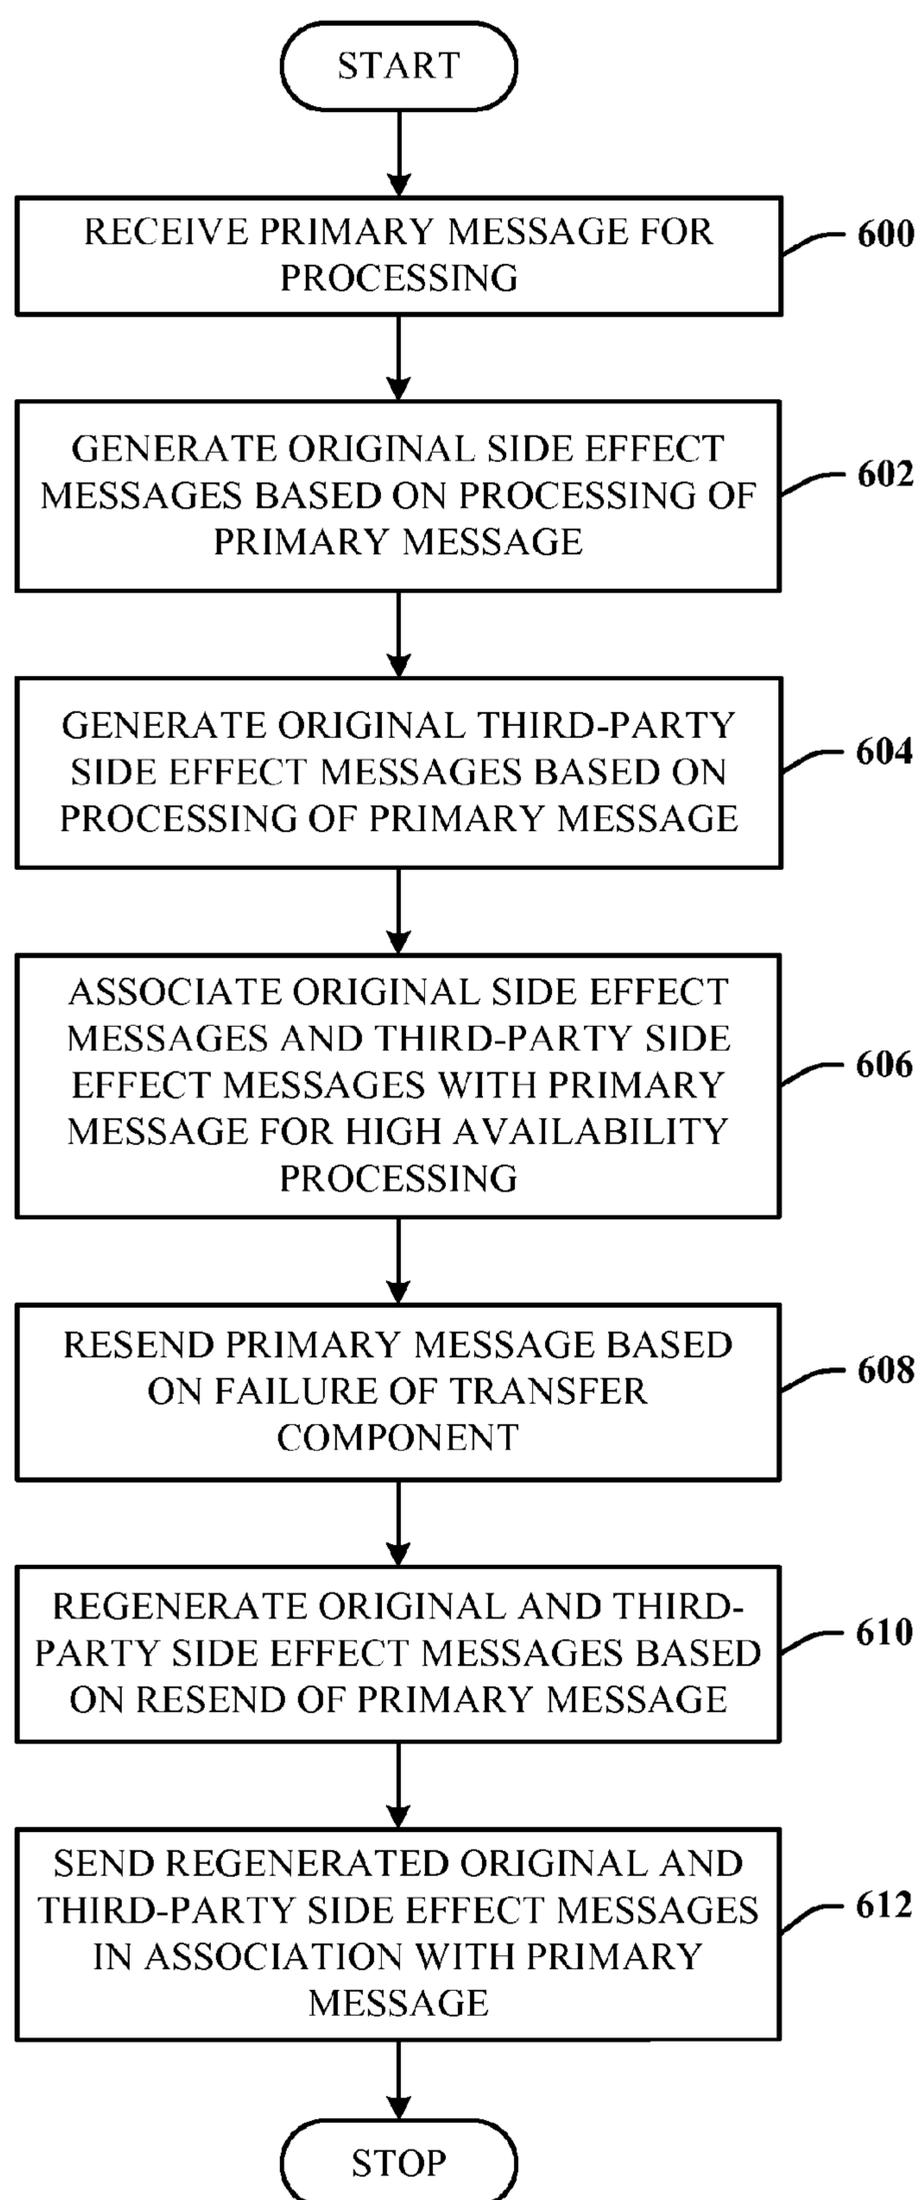 START
RECEIVE PRIMARY MESSAGE FOR
PROCESSING
600
GENERATE ORIGINAL SIDE EFFECT
MESSAGES BASED ON PROCESSING OF
PRIMARY MESSAGE
602
GENERATE ORIGINAL THIRD-PARTY
SIDE EFFECT MESSAGES BASED ON
PROCESSING OF PRIMARY MESSAGE
604
ASSOCIATE ORIGINAL SIDE EFFECT
MESSAGES AND THIRD-PARTY SIDE
EFFECT MESSAGES WITH PRIMARY
MESSAGE FOR HIGH AVAILABILITY
PROCESSING
606
RESEND PRIMARY MESSAGE BASED
ON FAILURE OF TRANSFER
COMPONENT
608
REGENERATE ORIGINAL AND THIRD-
PARTY SIDE EFFECT MESSAGES BASED
ON RESEND OF PRIMARY MESSAGE
610
SEND REGENERATED ORIGINAL AND
THIRD-PARTY SIDE EFFECT MESSAGES
IN ASSOCIATION WITH PRIMARY
MESSAGE
612
STOP